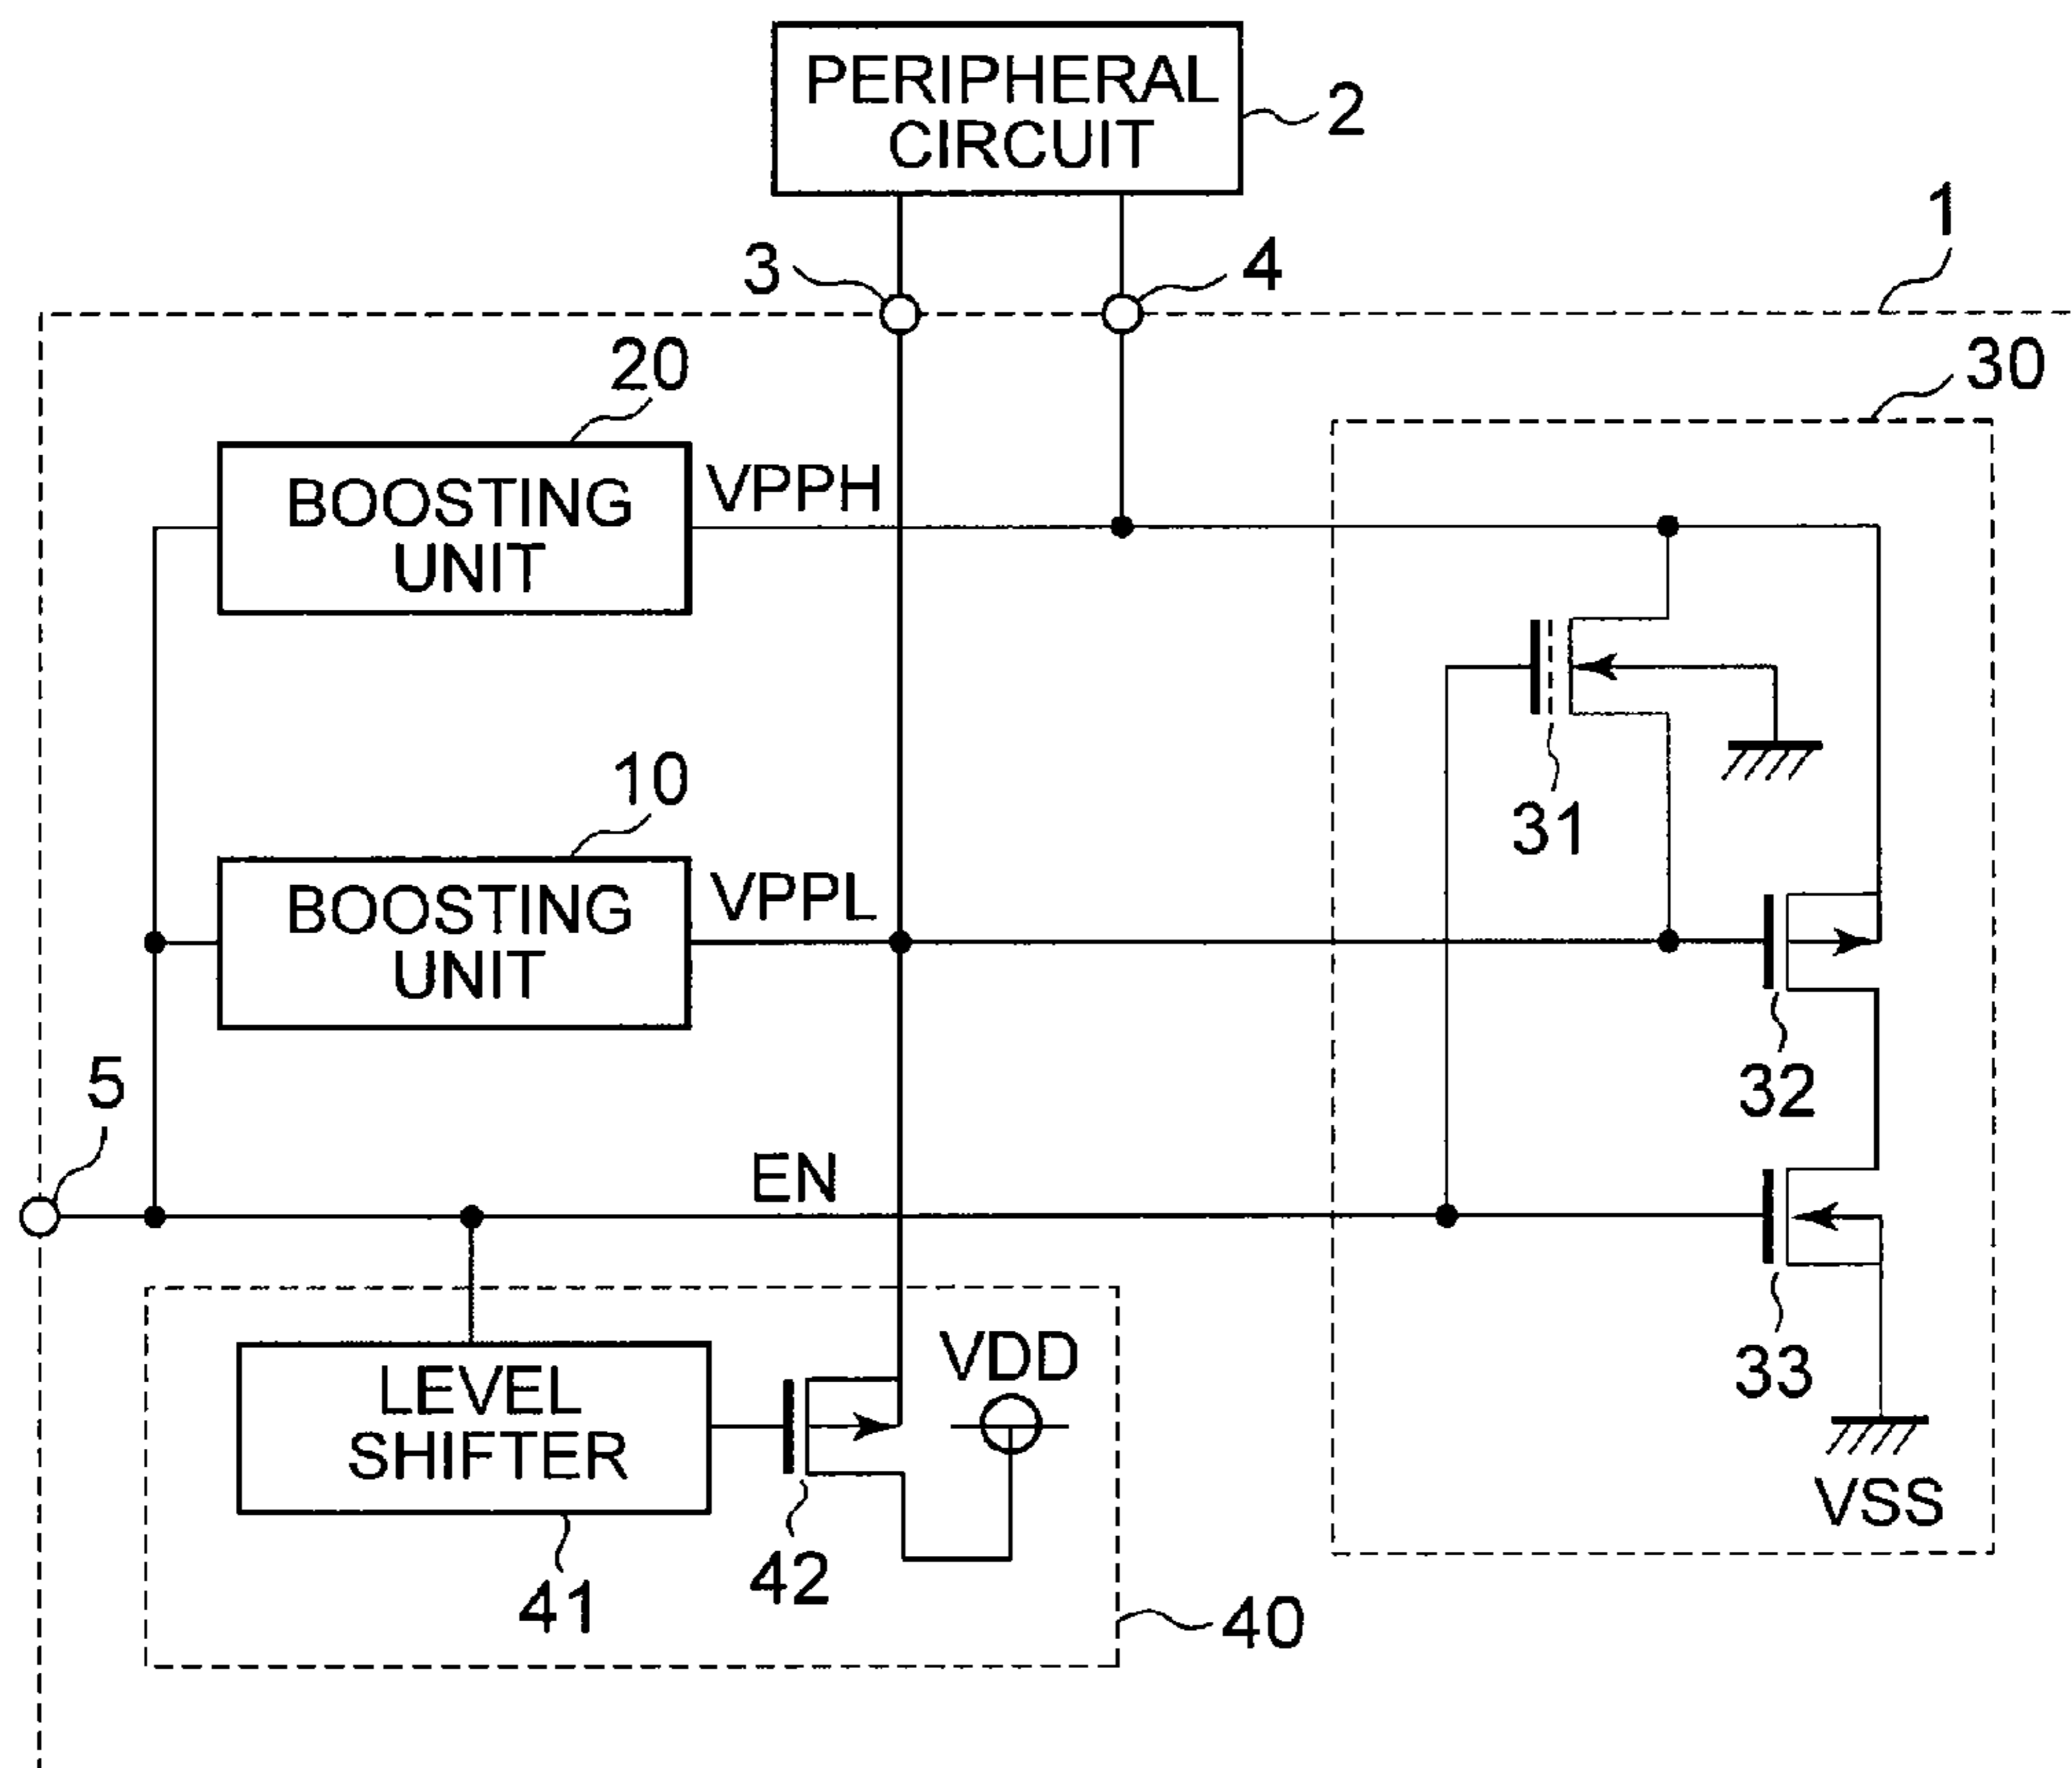 PERIPHERAL
CIRCUIT
2
1
3
4
20
30
BOOSTING
UNIT
VPPH
31
10
BOOSTING
UNIT
VPPL
32
5
EN
33
LEVEL
SHIFTER
VDD
VSS
41
42
40